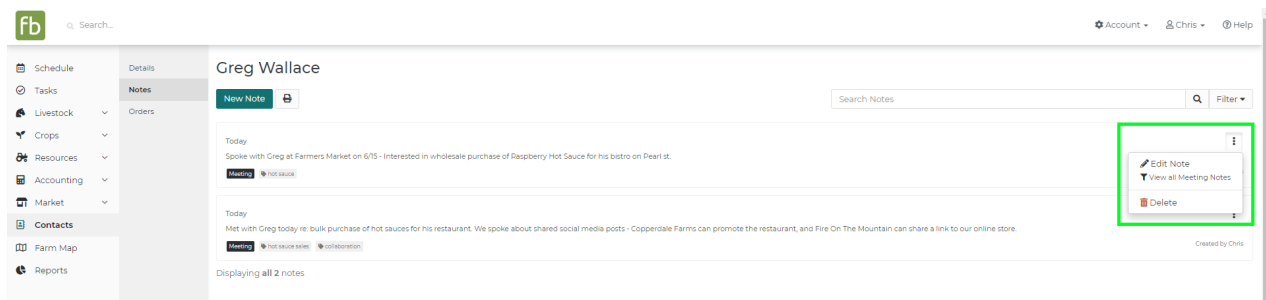 fb
Search...
Account
Chris
Help
Schedule
Tasks
Livestock
Crops
Resources
Accounting
Market
Contacts
Farm Map
Reports
Details
Notes
Orders
Greg Wallace
New Note
Search Notes
Filter
Today
Spoke with Greg at Farmers Market on 6/15 - Interested in wholesale purchase of Raspberry Hot Sauce for his bistro on Pearl st.
Meeting hot sauce
Edit Note
View all Meeting Notes
Delete
Today
Met with Greg today re: bulk purchase of hot sauces for his restaurant. We spoke about shared social media posts - Copperdale Farms can promote the restaurant, and Fire On The Mountain can share a link to our online store.
Meeting hot sauce sales collaboration
Created by Chris
Displaying all 2 notes